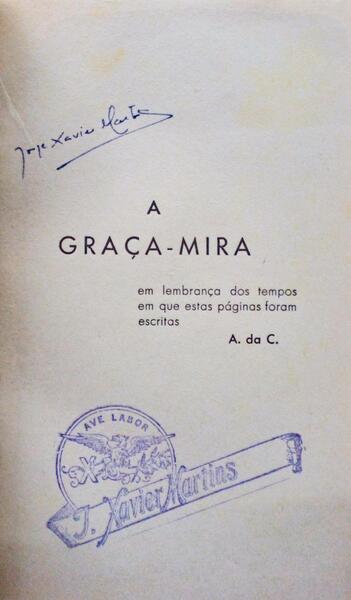 Jorge Xavier Martins
A
GRAÇA-MIRA
em lembrança dos tempos
em que estas páginas foram
escritas
A. da C.
AVE LABOR
J. Xavier Martins